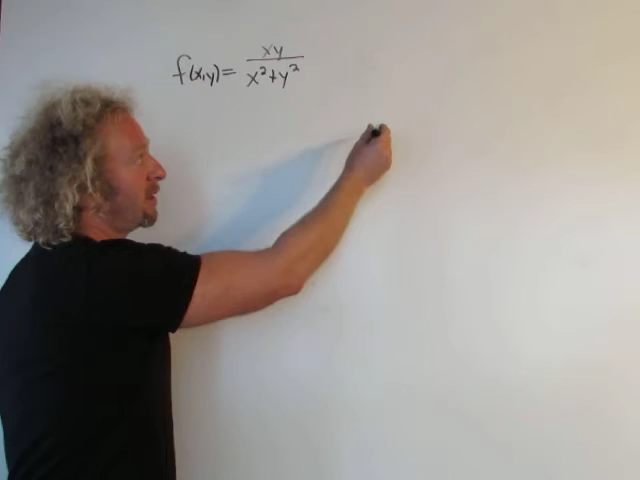 f(x,y) = xy / x² + y²